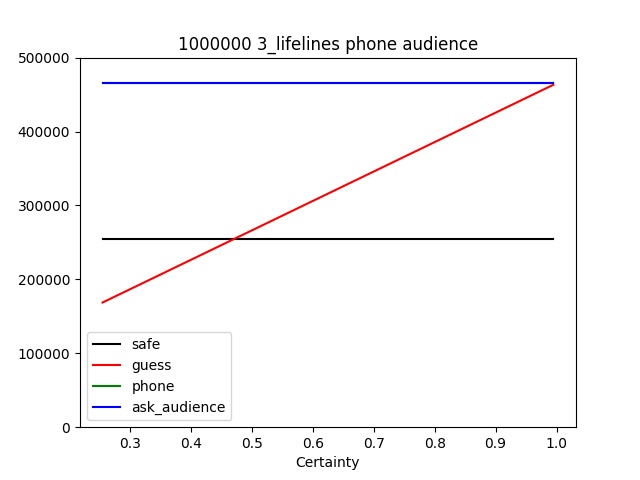 1000000 3_lifelines phone audience
500000
400000
300000
200000
100000
0
safe
guess
phone
ask_audience
0.3 0.4 0.5 0.6 0.7 0.8 0.9 1.0
Certainty